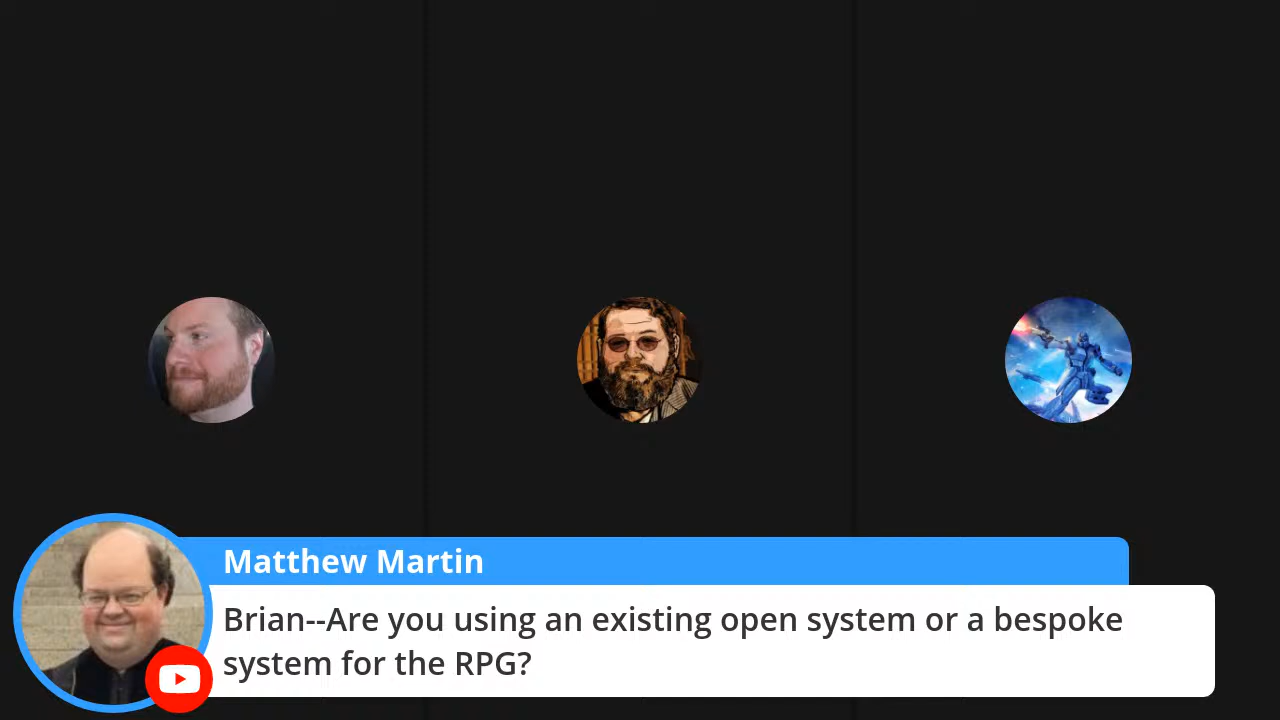 Matthew Martin
Brian--Are you using an existing open system or a bespoke
system for the RPG?